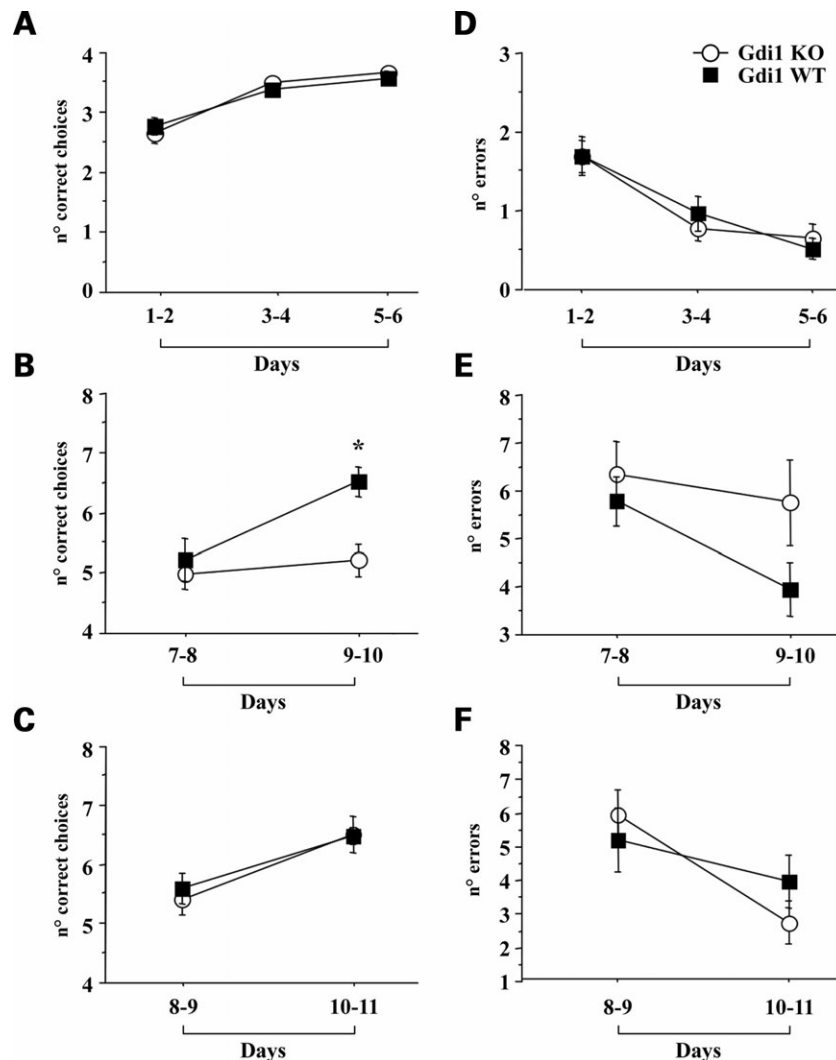 A
n° correct choices
4
3
2
1
0
1-2 3-4 5-6
Days
D
n° errors
3
2
1
0
Gdi1 KO
Gdi1 WT
1-2 3-4 5-6
Days
B
n° correct choices
8
7
6
5
4
*
7-8 9-10
Days
E
n° errors
8
7
6
5
4
3
7-8 9-10
Days
C
n° correct choices
8
7
6
5
4
8-9 10-11
Days
F
n° errors
8
7
6
5
4
3
2
1
8-9 10-11
Days